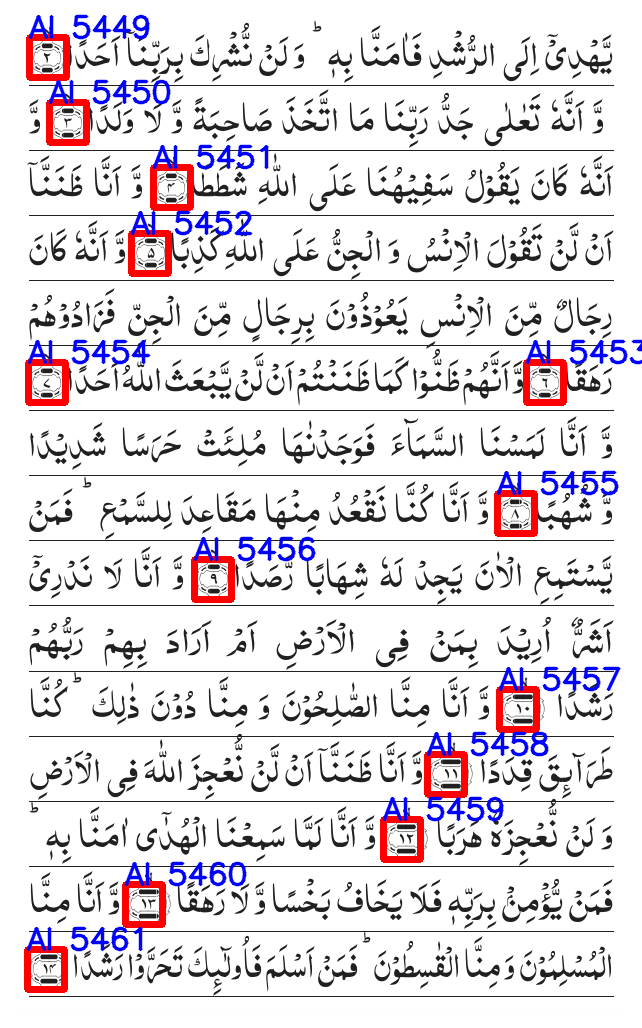 AI 5449
یَّهۡدِیۡۤ اِلَی الرُّشۡدِ فَاٰمَنَّا بِهٖ ؕ وَ لَنۡ نُّشۡرِكَ بِرَبِّنَاۤ اَحَدًا ۙ﴿۲﴾
AI 5450
وَّ اَنَّهٗ تَعٰلٰی جَدُّ رَبِّنَا مَا اتَّخَذَ صَاحِبَةً وَّ لَا وَلَدًا ۙ﴿۳﴾ وَّ
AI 5451
اَنَّهٗ كَانَ یَقُوۡلُ سَفِیۡهُنَا عَلَی اللّٰهِ شَطَطًا ۙ﴿۴﴾ وَّ اَنَّا ظَنَنَّاۤ
AI 5452
اَنۡ لَّنۡ تَقُوۡلَ الۡاِنۡسُ وَ الۡجِنُّ عَلَی اللّٰهِ كَذِبًا ۙ﴿۵﴾ وَّ اَنَّهٗ كَانَ
رِجَالٌ مِّنَ الۡاِنۡسِ یَعُوۡذُوۡنَ بِرِجَالٍ مِّنَ الۡجِنِّ فَزَادُوۡهُمۡ
AI 5453
AI 5454
رَهَقًا ۙ﴿۶﴾ وَّ اَنَّهُمۡ ظَنُّوۡا كَمَا ظَنَنۡتُمۡ اَنۡ لَّنۡ یَّبۡعَثَ اللّٰهُ اَحَدًا ۙ﴿۷﴾
وَّ اَنَّا لَمَسۡنَا السَّمَآءَ فَوَجَدۡنٰهَا مُلِئَتۡ حَرَسًا شَدِیۡدًا
AI 5455
وَّ شُهُبًا ۙ﴿۸﴾ وَّ اَنَّا كُنَّا نَقۡعُدُ مِنۡهَا مَقَاعِدَ لِلسَّمۡعِ ؕ فَمَنۡ
AI 5456
یَّسۡتَمِعِ الۡاٰنَ یَجِدۡ لَهٗ شِهَابًا رَّصَدًا ۙ﴿۹﴾ وَّ اَنَّا لَا نَدۡرِیۡۤ
اَشَرٌّ اُرِیۡدَ بِمَنۡ فِی الۡاَرۡضِ اَمۡ اَرَادَ بِهِمۡ رَبُّهُمۡ
AI 5457
رَشَدًا ﴿۱۰﴾ وَّ اَنَّا مِنَّا الصّٰلِحُوۡنَ وَ مِنَّا دُوۡنَ ذٰلِكَ ؕ كُنَّا
AI 5458
طَرَآئِقَ قِدَدًا ﴿۱۱﴾ وَّ اَنَّا ظَنَنَّاۤ اَنۡ لَّنۡ نُّعۡجِزَ اللّٰهَ فِی الۡاَرۡضِ
AI 5459
وَ لَنۡ نُّعۡجِزَهٗ هَرَبًا ﴿۱۲﴾ وَّ اَنَّا لَمَّا سَمِعۡنَا الۡهُدٰۤی اٰمَنَّا بِهٖ ؕ
AI 5460
فَمَنۡ یُّؤۡمِنۡۢ بِرَبِّهٖ فَلَا یَخَافُ بَخۡسًا وَّ لَا رَهَقًا ﴿۱۳﴾ وَّ اَنَّا مِنَّا
AI 5461
الۡمُسۡلِمُوۡنَ وَ مِنَّا الۡقٰسِطُوۡنَ ؕ فَمَنۡ اَسۡلَمَ فَاُولٰٓئِكَ تَحَرَّوۡا رَشَدًا ﴿۱۴﴾